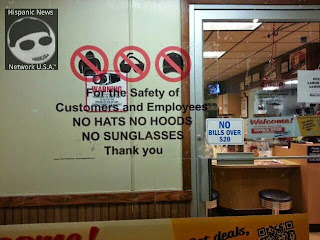 Hispanic News
Network U.S.A.
WARNING
For the Safety of
Customers and Employees
NO HATS NO HOODS
NO SUNGLASSES
Thank you
NO
BILLS OVER
$20
Welcome!
deals,